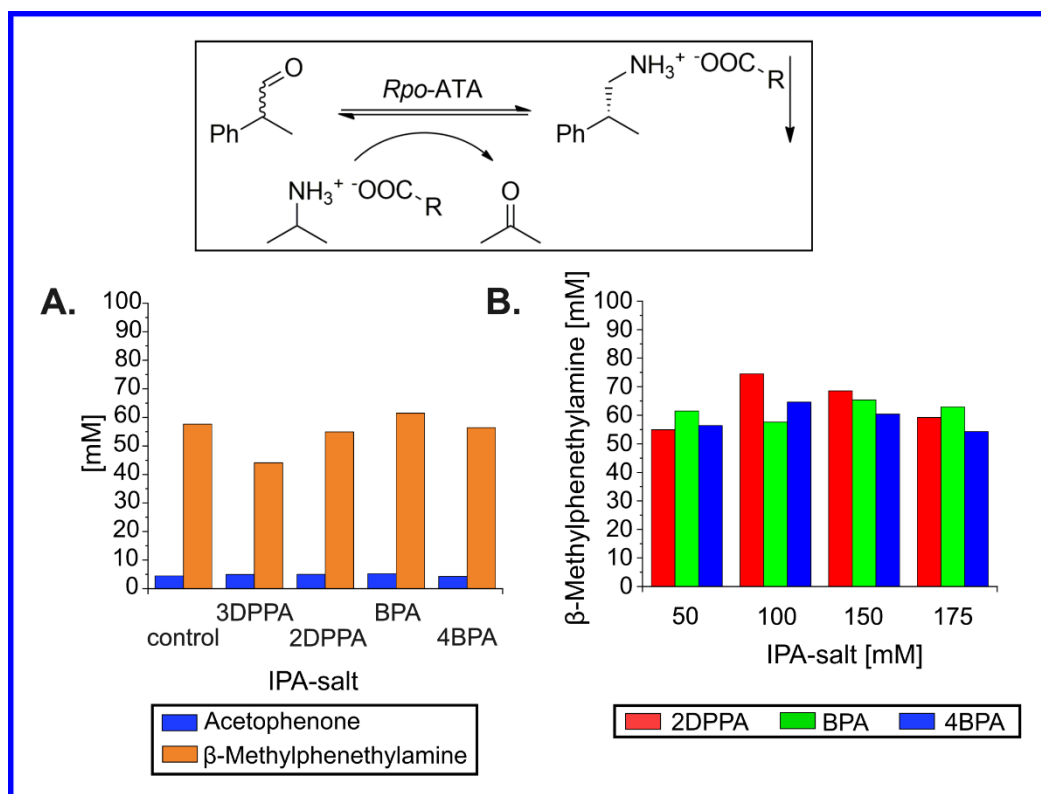 O
Rpo-ATA
NH3+ -OOC
R
Ph
Ph
NH3+ -OOC
R
O
A.
100
90
80
70
60
50
40
30
20
10
0
[mM]
control
3DPPA
2DPPA
BPA
4BPA
IPA-salt
Acetophenone
β-Methylphenethylamine
B.
β-Methylphenethylamine [mM]
100
90
80
70
60
50
40
30
20
10
0
50 100 150 175
IPA-salt [mM]
2DPPA BPA 4BPA